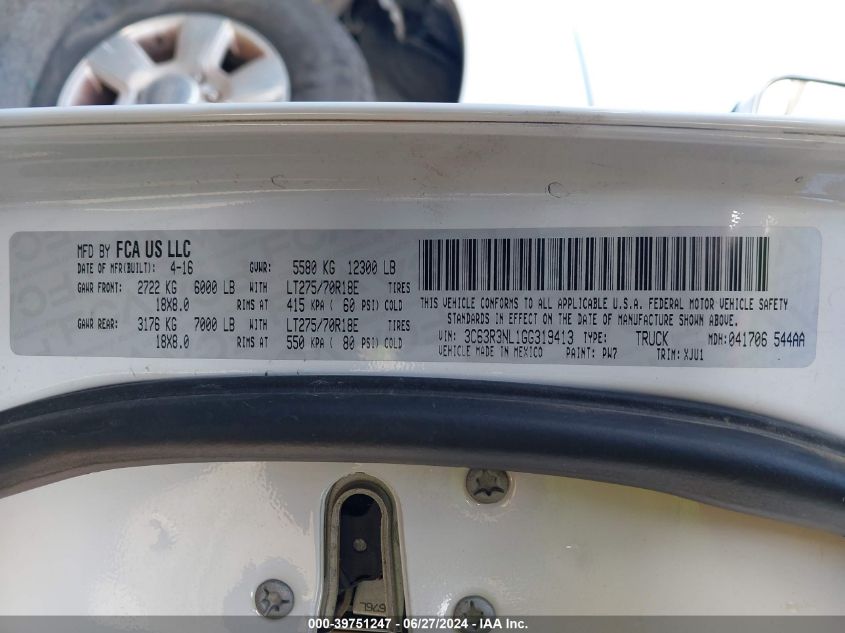 MFD BY FCA US LLC
DATE OF MFR(BUILT): 4-16 GVWR: 5580 KG 12300 LB
GAWR FRONT: 2722 KG 6000 LB WITH LT275/70R18E TIRES
18X8.0 RIMS AT 415 KPA ( 60 PSI) COLD
GAWR REAR: 3176 KG 7000 LB WITH LT275/70R18E TIRES
18X8.0 RIMS AT 550 KPA ( 80 PSI) COLD
THIS VEHICLE CONFORMS TO ALL APPLICABLE U.S.A. FEDERAL MOTOR VEHICLE SAFETY
STANDARDS IN EFFECT ON THE DATE OF MANUFACTURE SHOWN ABOVE.
VIN: 3C63R3NL1GG319413 TYPE: TRUCK MDH: 041706 544AA
VEHICLE MADE IN MEXICO PAINT: PW7 TRIM: XJU1
676L
000-39751247 - 06/27/2024 - IAA Inc.